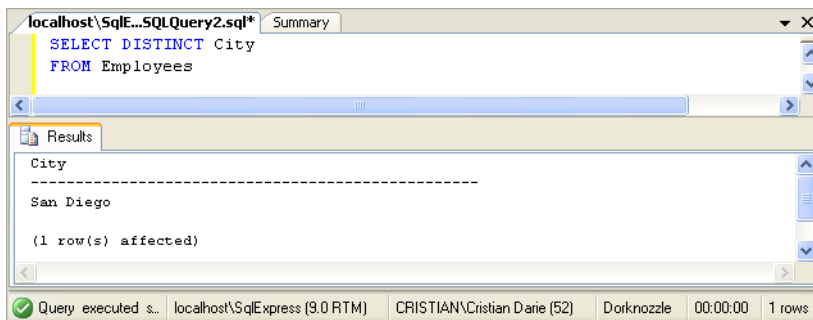 localhost\SqlE...SQLQuery2.sql* Summary
SELECT DISTINCT City
FROM Employees
Results
City
--------------------------------------------------
San Diego
(1 row(s) affected)
Query executed s... localhost\SqlExpress (9.0 RTM) CRISTIAN\Cristian Darie (52) Dorknozzle 00:00:00 1 rows